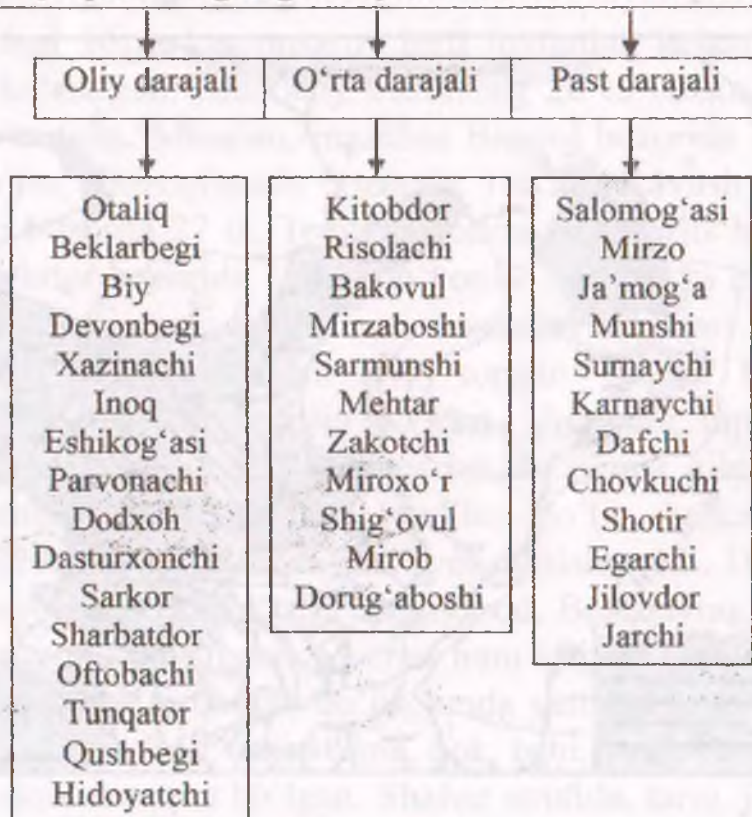 Oliy darajali
O‘rta darajali
Past darajali
Otaliq
Beklarbegi
Biy
Devonbegi
Xazinachi
Inoq
Eshikog‘asi
Parvonachi
Dodxoh
Dasturxonchi
Sarkor
Sharbatdor
Oftobachi
Tunqator
Qushbegi
Hidoyatchi
Kitobdor
Risolachi
Bakovul
Mirzaboshi
Sarmunshi
Mehtar
Zakotchi
Miroxo‘r
Shig‘ovul
Mirob
Dorug‘aboshi
Salomog‘asi
Mirzo
Ja’mog‘a
Munshi
Surnaychi
Karnaychi
Dafchi
Chovkuchi
Shotir
Egarchi
Jilovdor
Jarchi